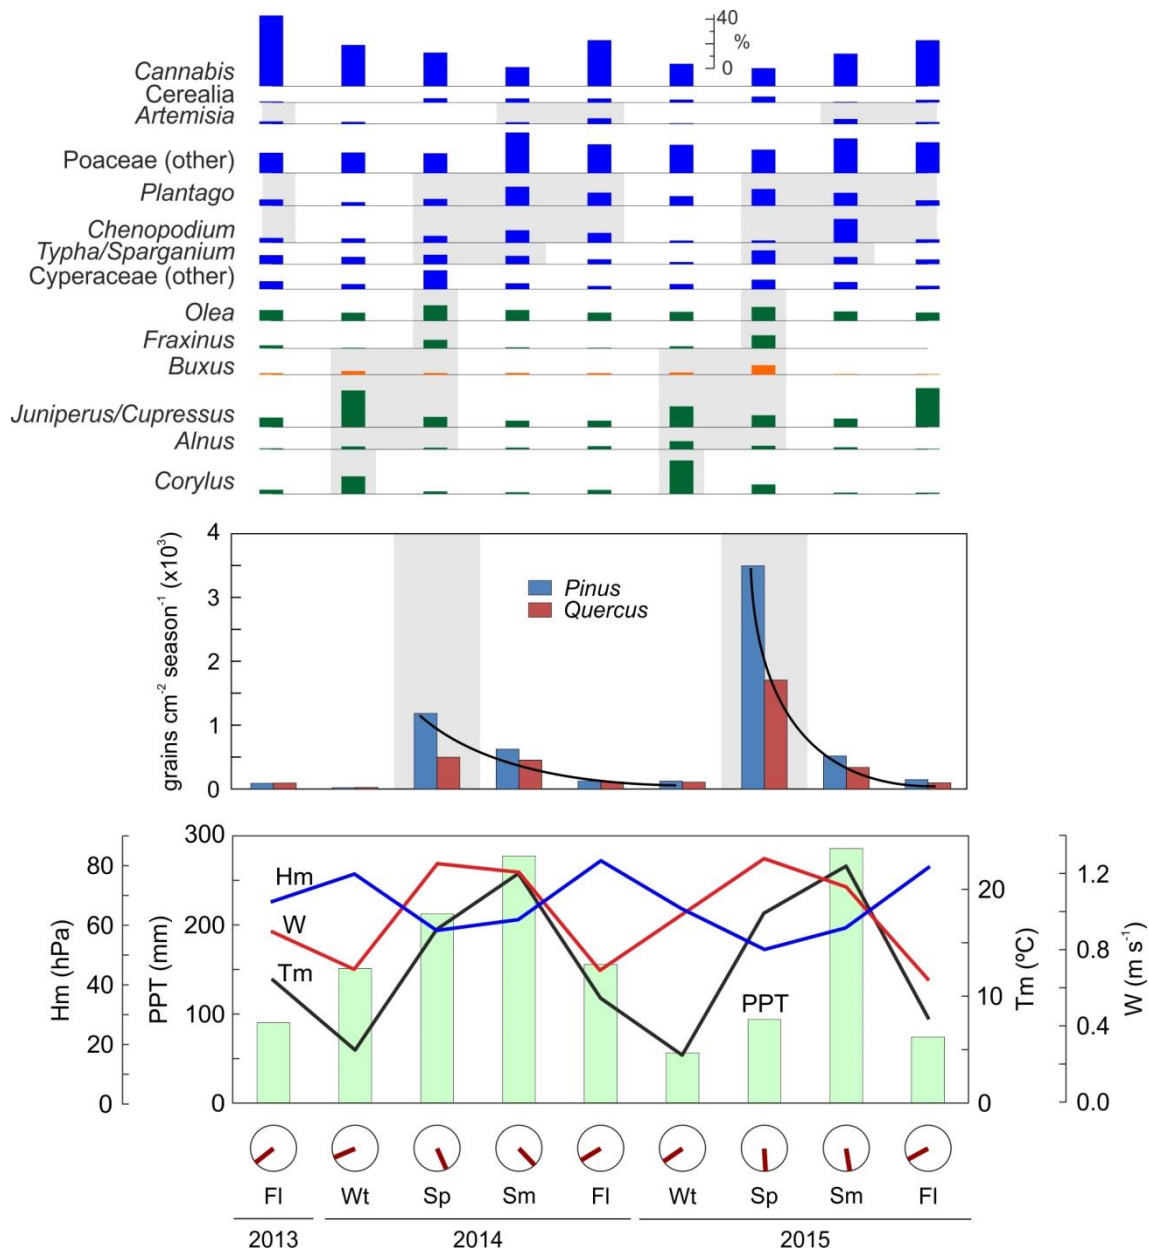 40
%
0
Cannabis
Cerealia
Artemisia
Poaceae (other)
Plantago
Chenopodium
Typha/Sparganium
Cyperaceae (other)
Olea
Fraxinus
Buxus
Juniperus/Cupressus
Alnus
Corylus
grains cm⁻² season⁻¹ (x10³)
4
3
2
1
0
Pinus
Quercus
Hm (hPa)
80
60
40
20
0
PPT (mm)
300
200
100
0
Hm
W
Tm
PPT
20
10
0
Tm (ºC)
1.2
0.8
0.4
0.0
W (m s⁻¹)
Fl Wt Sp Sm Fl Wt Sp Sm Fl
2013 2014 2015